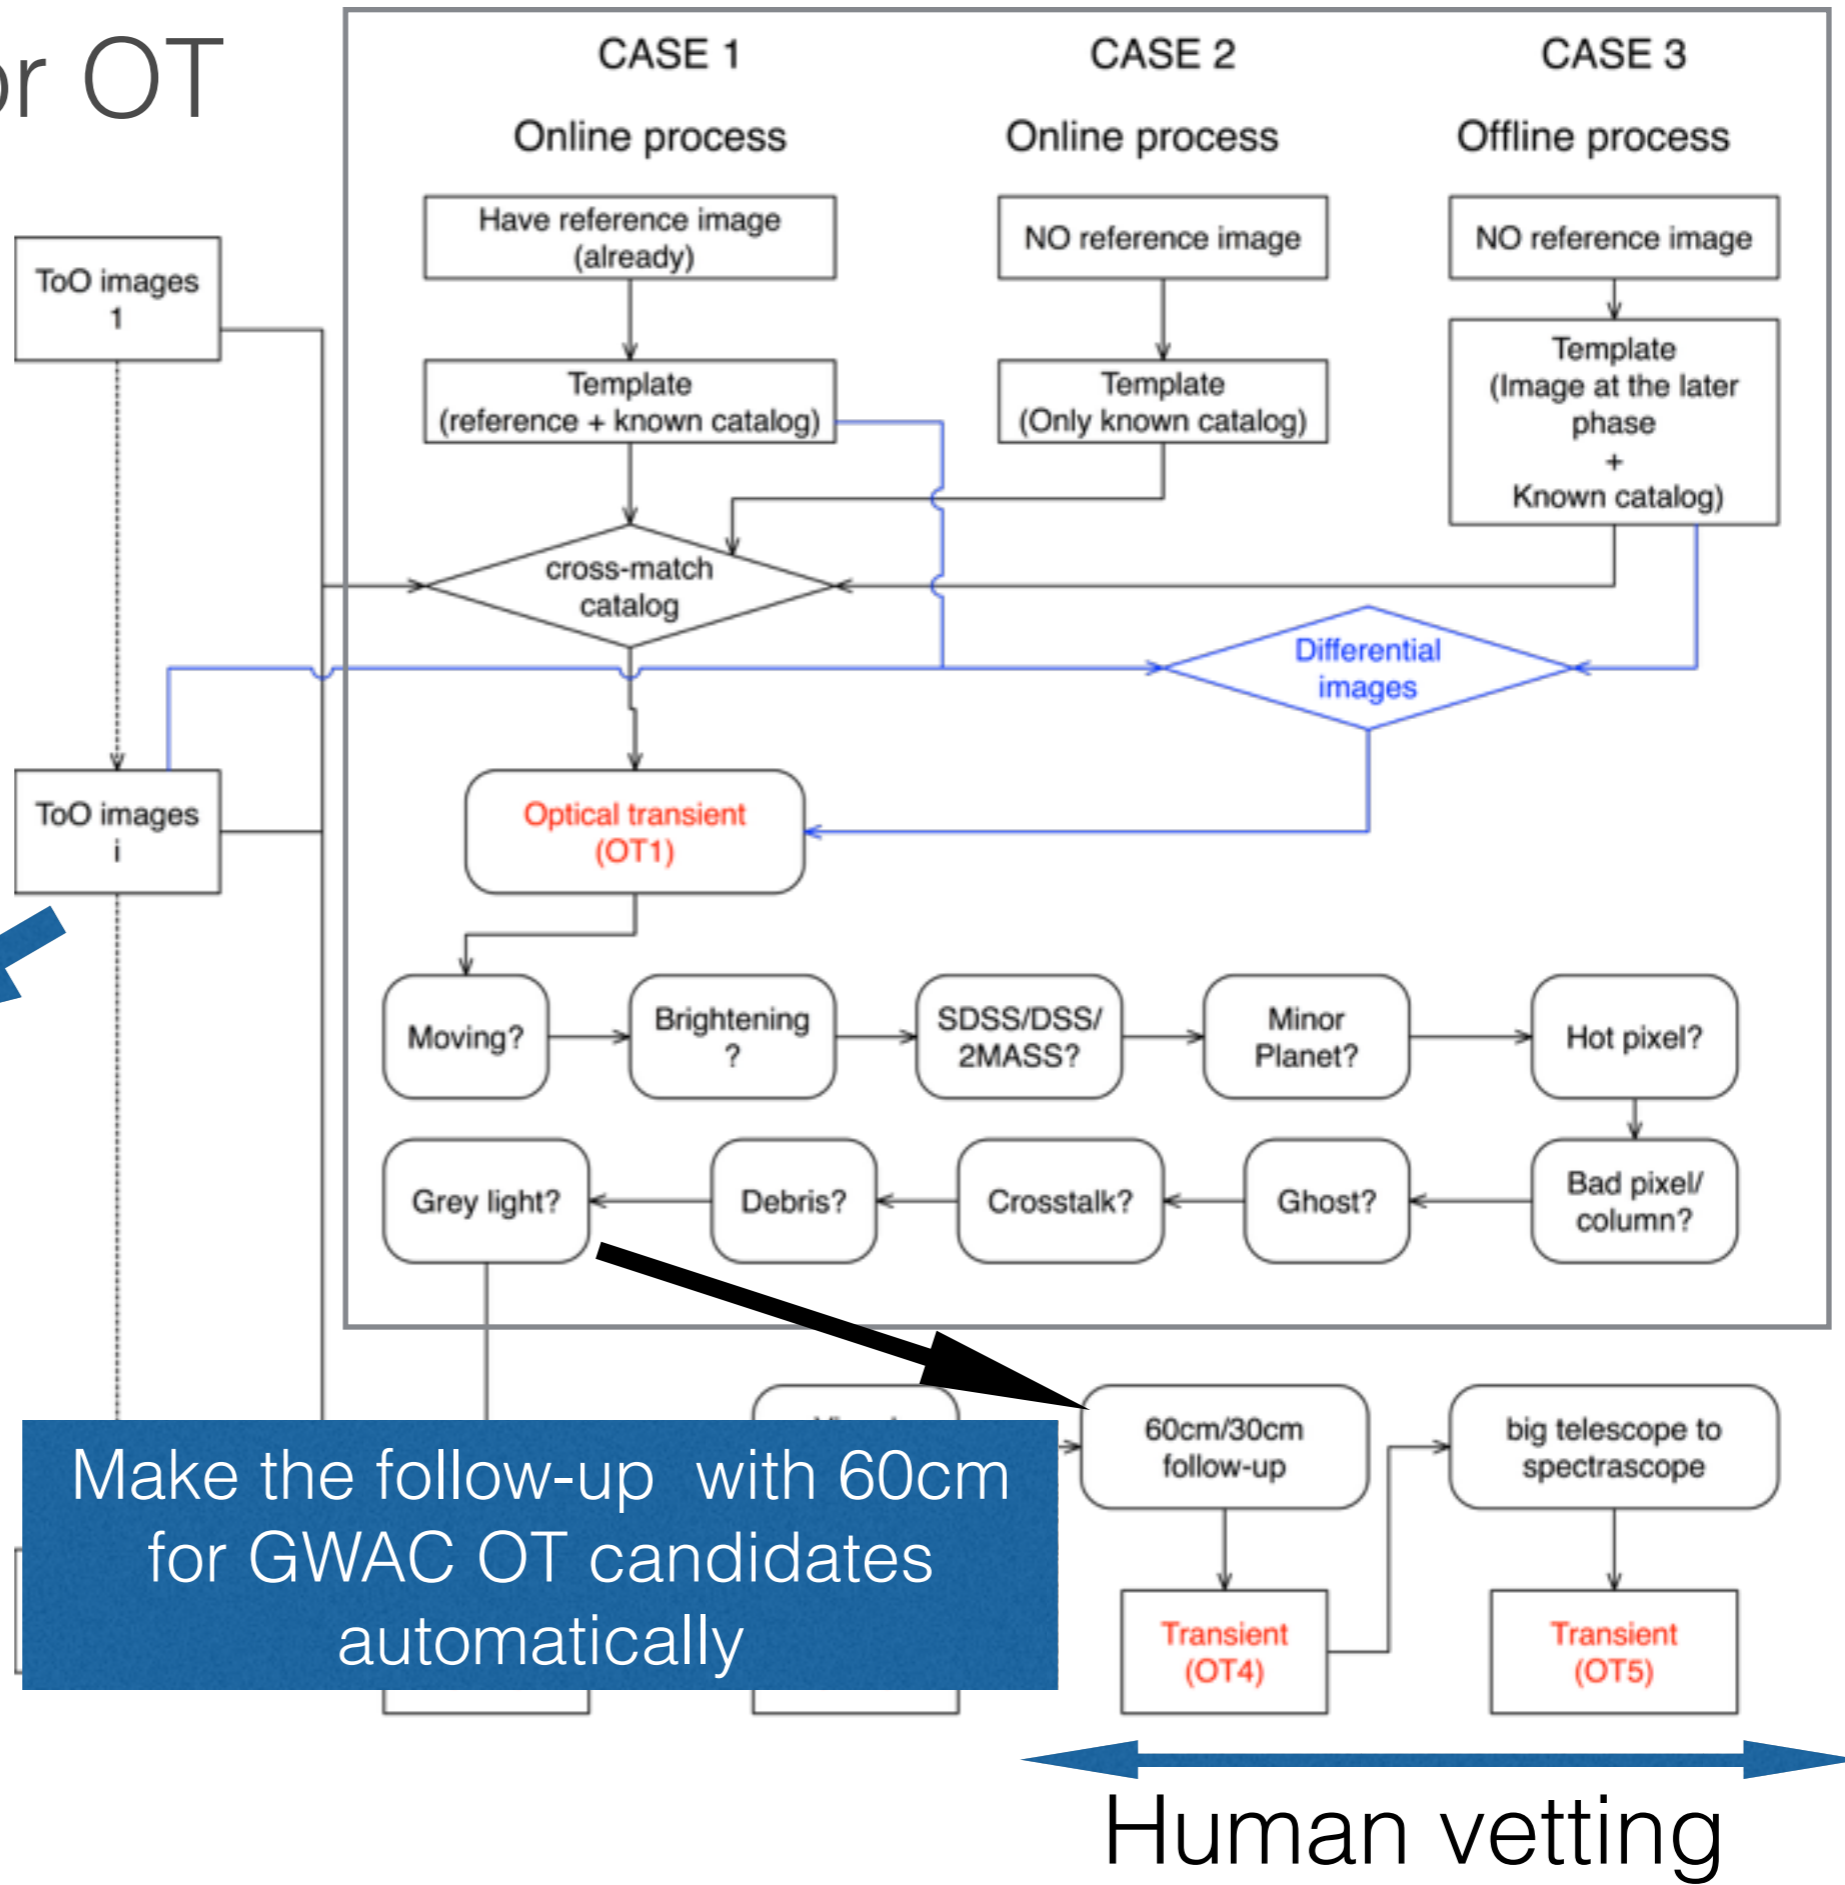 or OT
CASE 1
CASE 2
CASE 3
Online process
Online process
Offline process
Have reference image
(already)
NO reference image
NO reference image
ToO images
1
Template
(reference + known catalog)
Template
(Only known catalog)
Template
(Image at the later
phase
+
Known catalog)
cross-match
catalog
Differential
images
ToO images
i
Optical transient
(OT1)
Moving?
Brightening
?
SDSS/DSS/
2MASS?
Minor
Planet?
Hot pixel?
Grey light?
Debris?
Crosstalk?
Ghost?
Bad pixel/
column?
60cm/30cm
follow-up
big telescope to
spectrascope
Make the follow-up with 60cm
for GWAC OT candidates
automatically
Transient
(OT4)
Transient
(OT5)
Human vetting